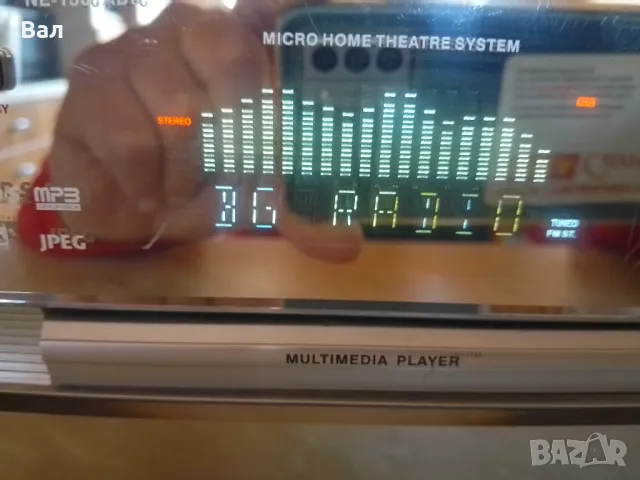 Вал
MICRO HOME THEATRE SYSTEM
STEREO
BG RADIO
MP3
JPEG
TUNED
FM ST.
MULTIMEDIA PLAYER
BAZAR